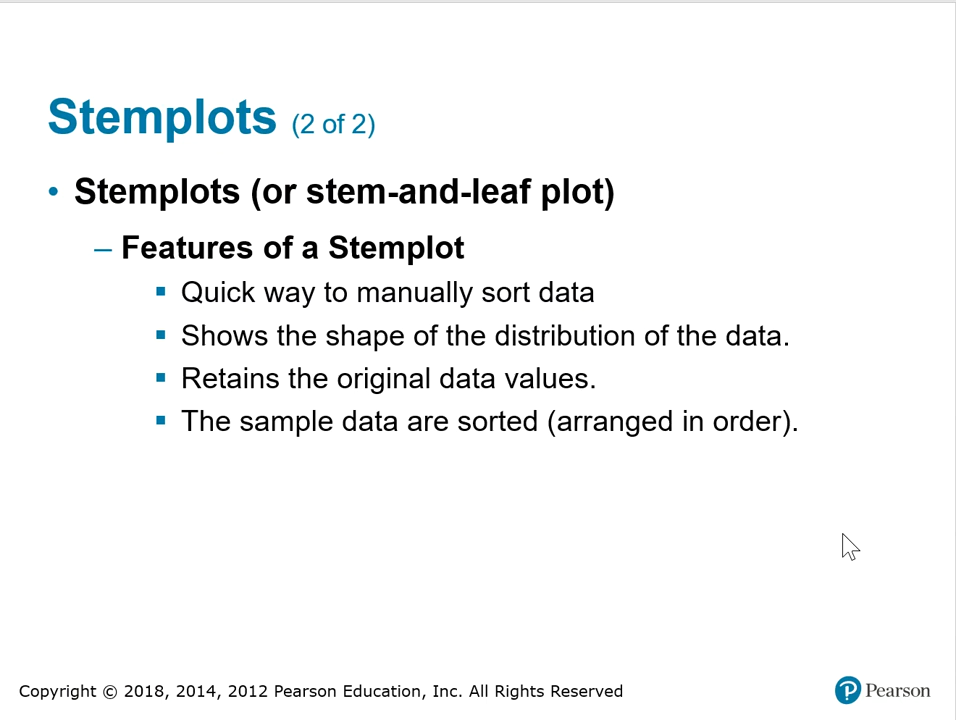 Stemplots (2 of 2)
• Stemplots (or stem-and-leaf plot)
– Features of a Stemplot
▪ Quick way to manually sort data
▪ Shows the shape of the distribution of the data.
▪ Retains the original data values.
▪ The sample data are sorted (arranged in order).
Copyright © 2018, 2014, 2012 Pearson Education, Inc. All Rights Reserved
P Pearson